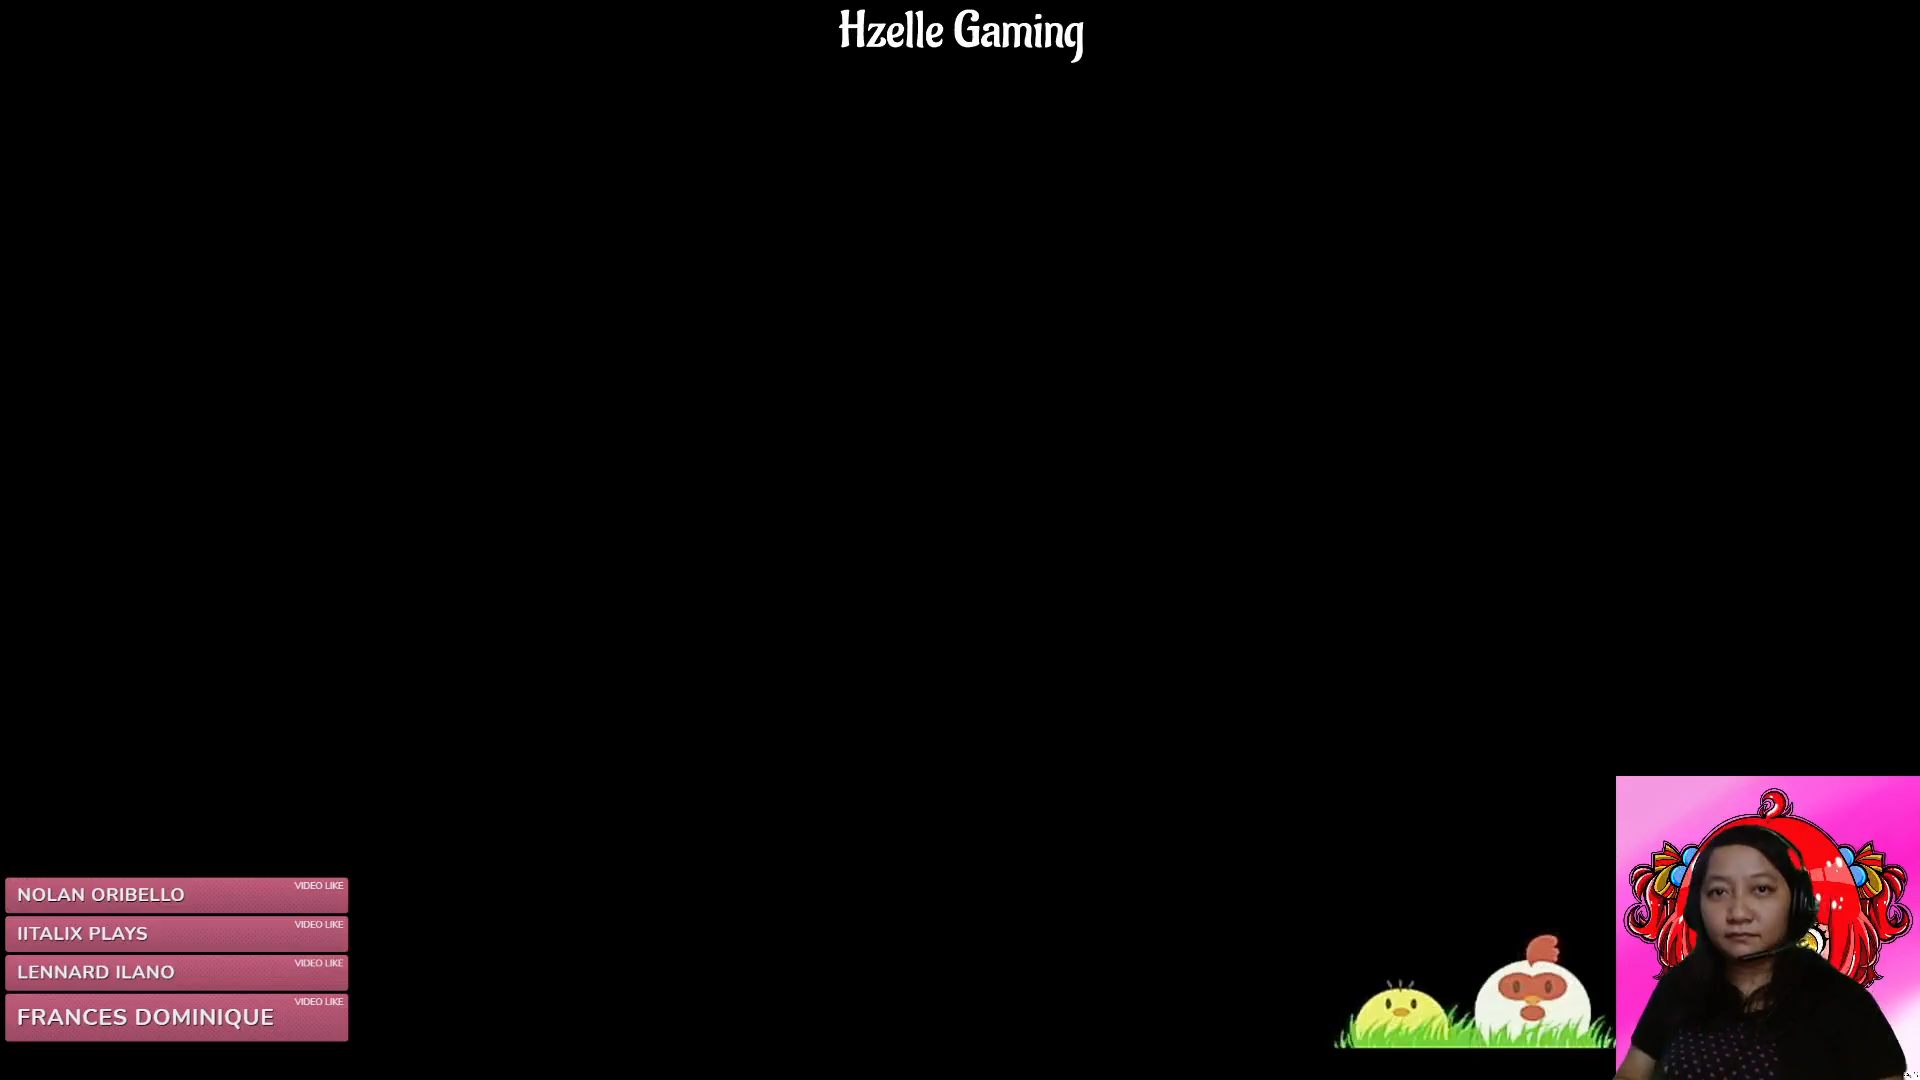 Hzelle Gaming
NOLAN ORIBELLO
VIDEO LIKE
IITALIX PLAYS
VIDEO LIKE
LENNARD ILANO
VIDEO LIKE
FRANCES DOMINIQUE
VIDEO LIKE